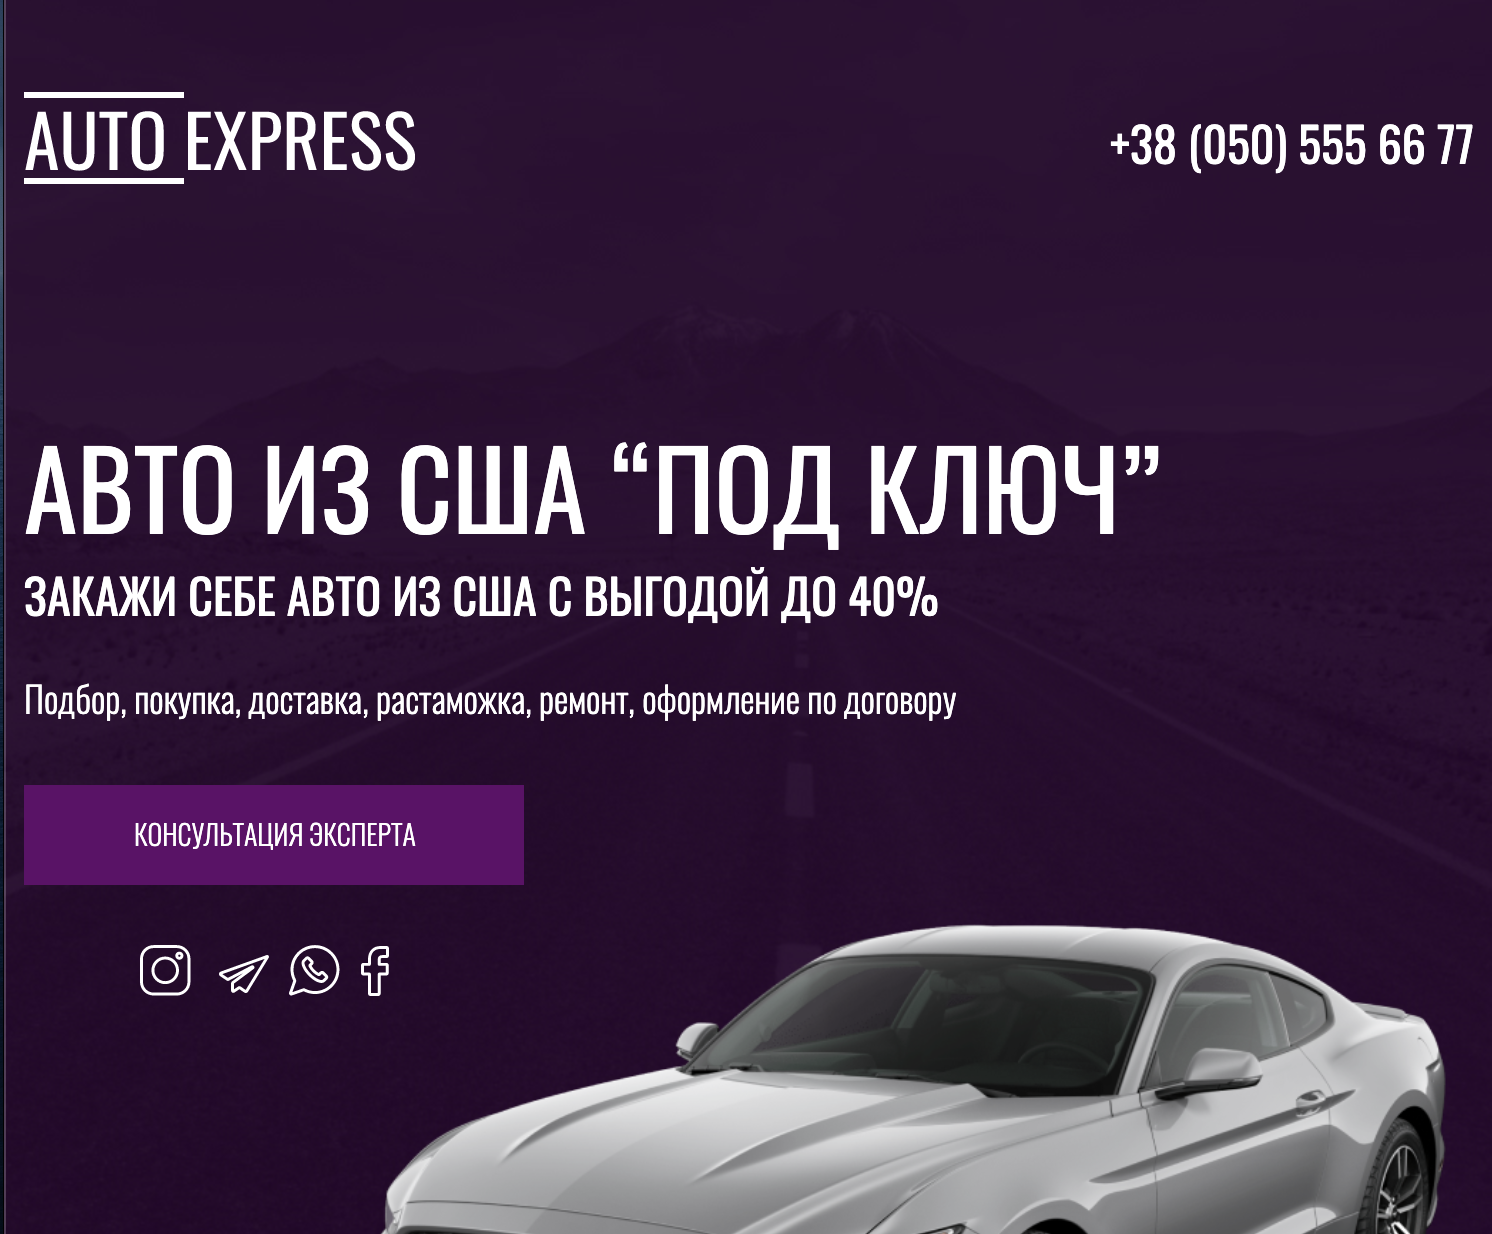 AUTO EXPRESS
+38 (050) 555 66 77
АВТО ИЗ США “ПОД КЛЮЧ”
ЗАКАЖИ СЕБЕ АВТО ИЗ США С ВЫГОДОЙ ДО 40%
Подбор, покупка, доставка, растаможка, ремонт, оформление по договору
КОНСУЛЬТАЦИЯ ЭКСПЕРТА